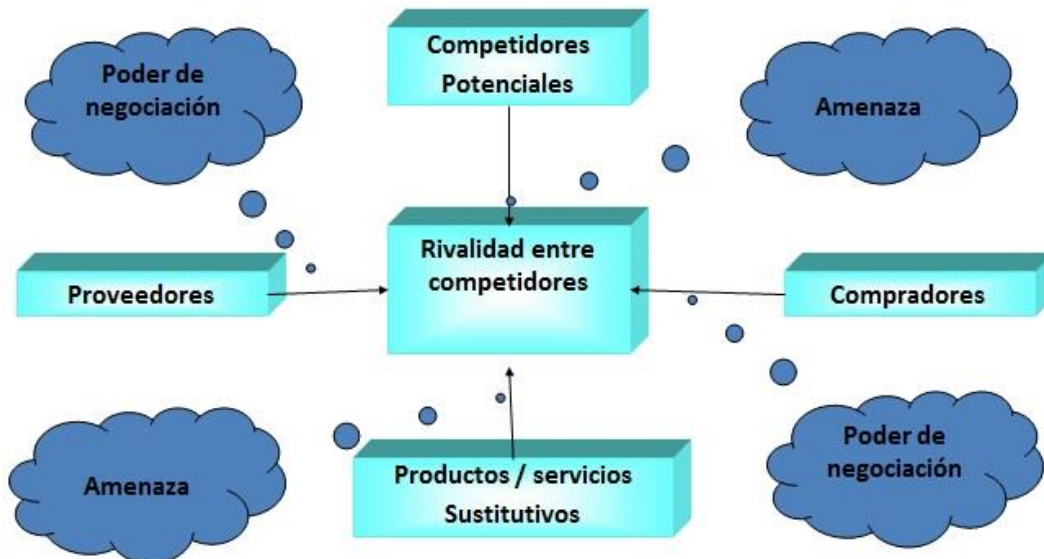 Competidores
Potenciales
Poder de
negociación
Amenaza
Rivalidad entre
competidores
Proveedores
Compradores
Amenaza
Productos / servicios
Sustitutivos
Poder de
negociación